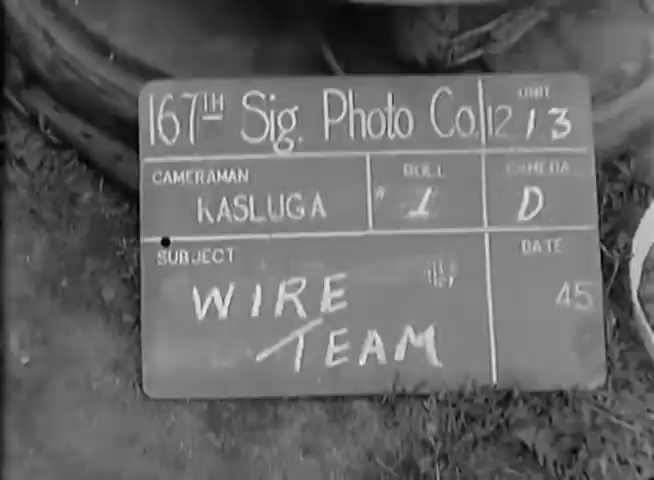 167TH Sig. Photo Co.
UNIT
12 13
CAMERAMAN
KASLUGA
ROLL
# 1
CAMERA
D
SUBJECT
WIRE
TEAM
DATE
45